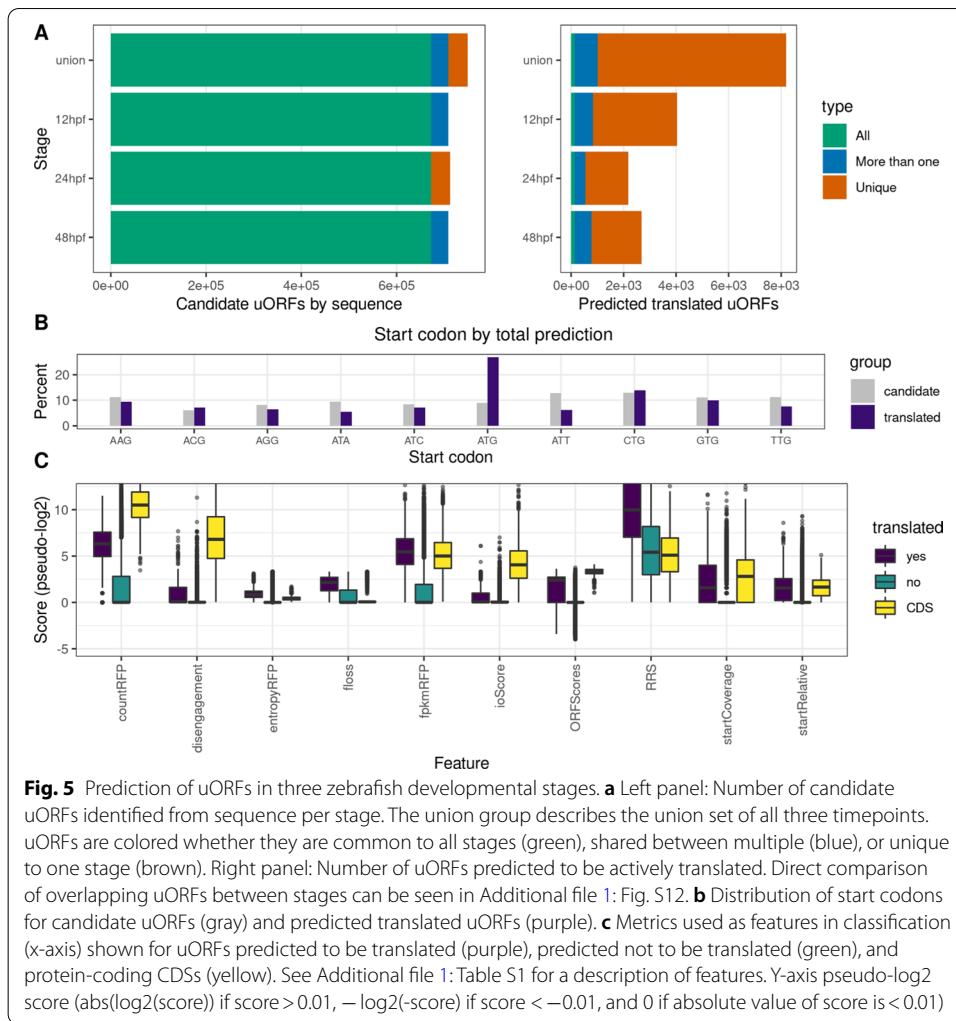 A
union
12hpf
24hpf
48hpf
Stage
0e+00 2e+05 4e+05 6e+05
Candidate uORFs by sequence
0e+00 2e+03 4e+03 6e+03 8e+03
Predicted translated uORFs
type
All
More than one
Unique
B
Start codon by total prediction
Percent
20
10
0
AAG ACG AGG ATA ATC ATG ATT CTG GTG TTG
Start codon
group
candidate
translated
C
Score (pseudo-log2)
10
5
0
-5
countRFP
disengagement
entropyRFP
floss
fpkmRFP
ioScore
ORFScores
RRS
startCoverage
startRelative
Feature
translated
yes
no
CDS
Fig. 5 Prediction of uORFs in three zebrafish developmental stages. a Left panel: Number of candidate
uORFs identified from sequence per stage. The union group describes the union set of all three timepoints.
uORFs are colored whether they are common to all stages (green), shared between multiple (blue), or unique
to one stage (brown). Right panel: Number of uORFs predicted to be actively translated. Direct comparison
of overlapping uORFs between stages can be seen in Additional file 1: Fig. S12. b Distribution of start codons
for candidate uORFs (gray) and predicted translated uORFs (purple). c Metrics used as features in classification
(x-axis) shown for uORFs predicted to be translated (purple), predicted not to be translated (green), and
protein-coding CDSs (yellow). See Additional file 1: Table S1 for a description of features. Y-axis pseudo-log2
score (abs(log2(score)) if score > 0.01, − log2(-score) if score < −0.01, and 0 if absolute value of score is < 0.01)